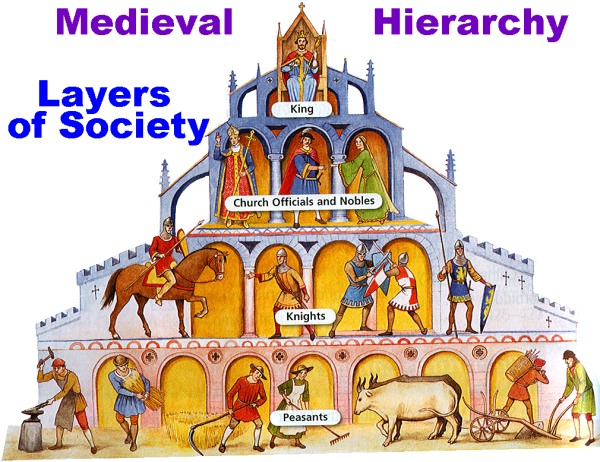 Medieval Hierarchy
Layers
of Society
King
Church Officials and Nobles
Knights
Peasants